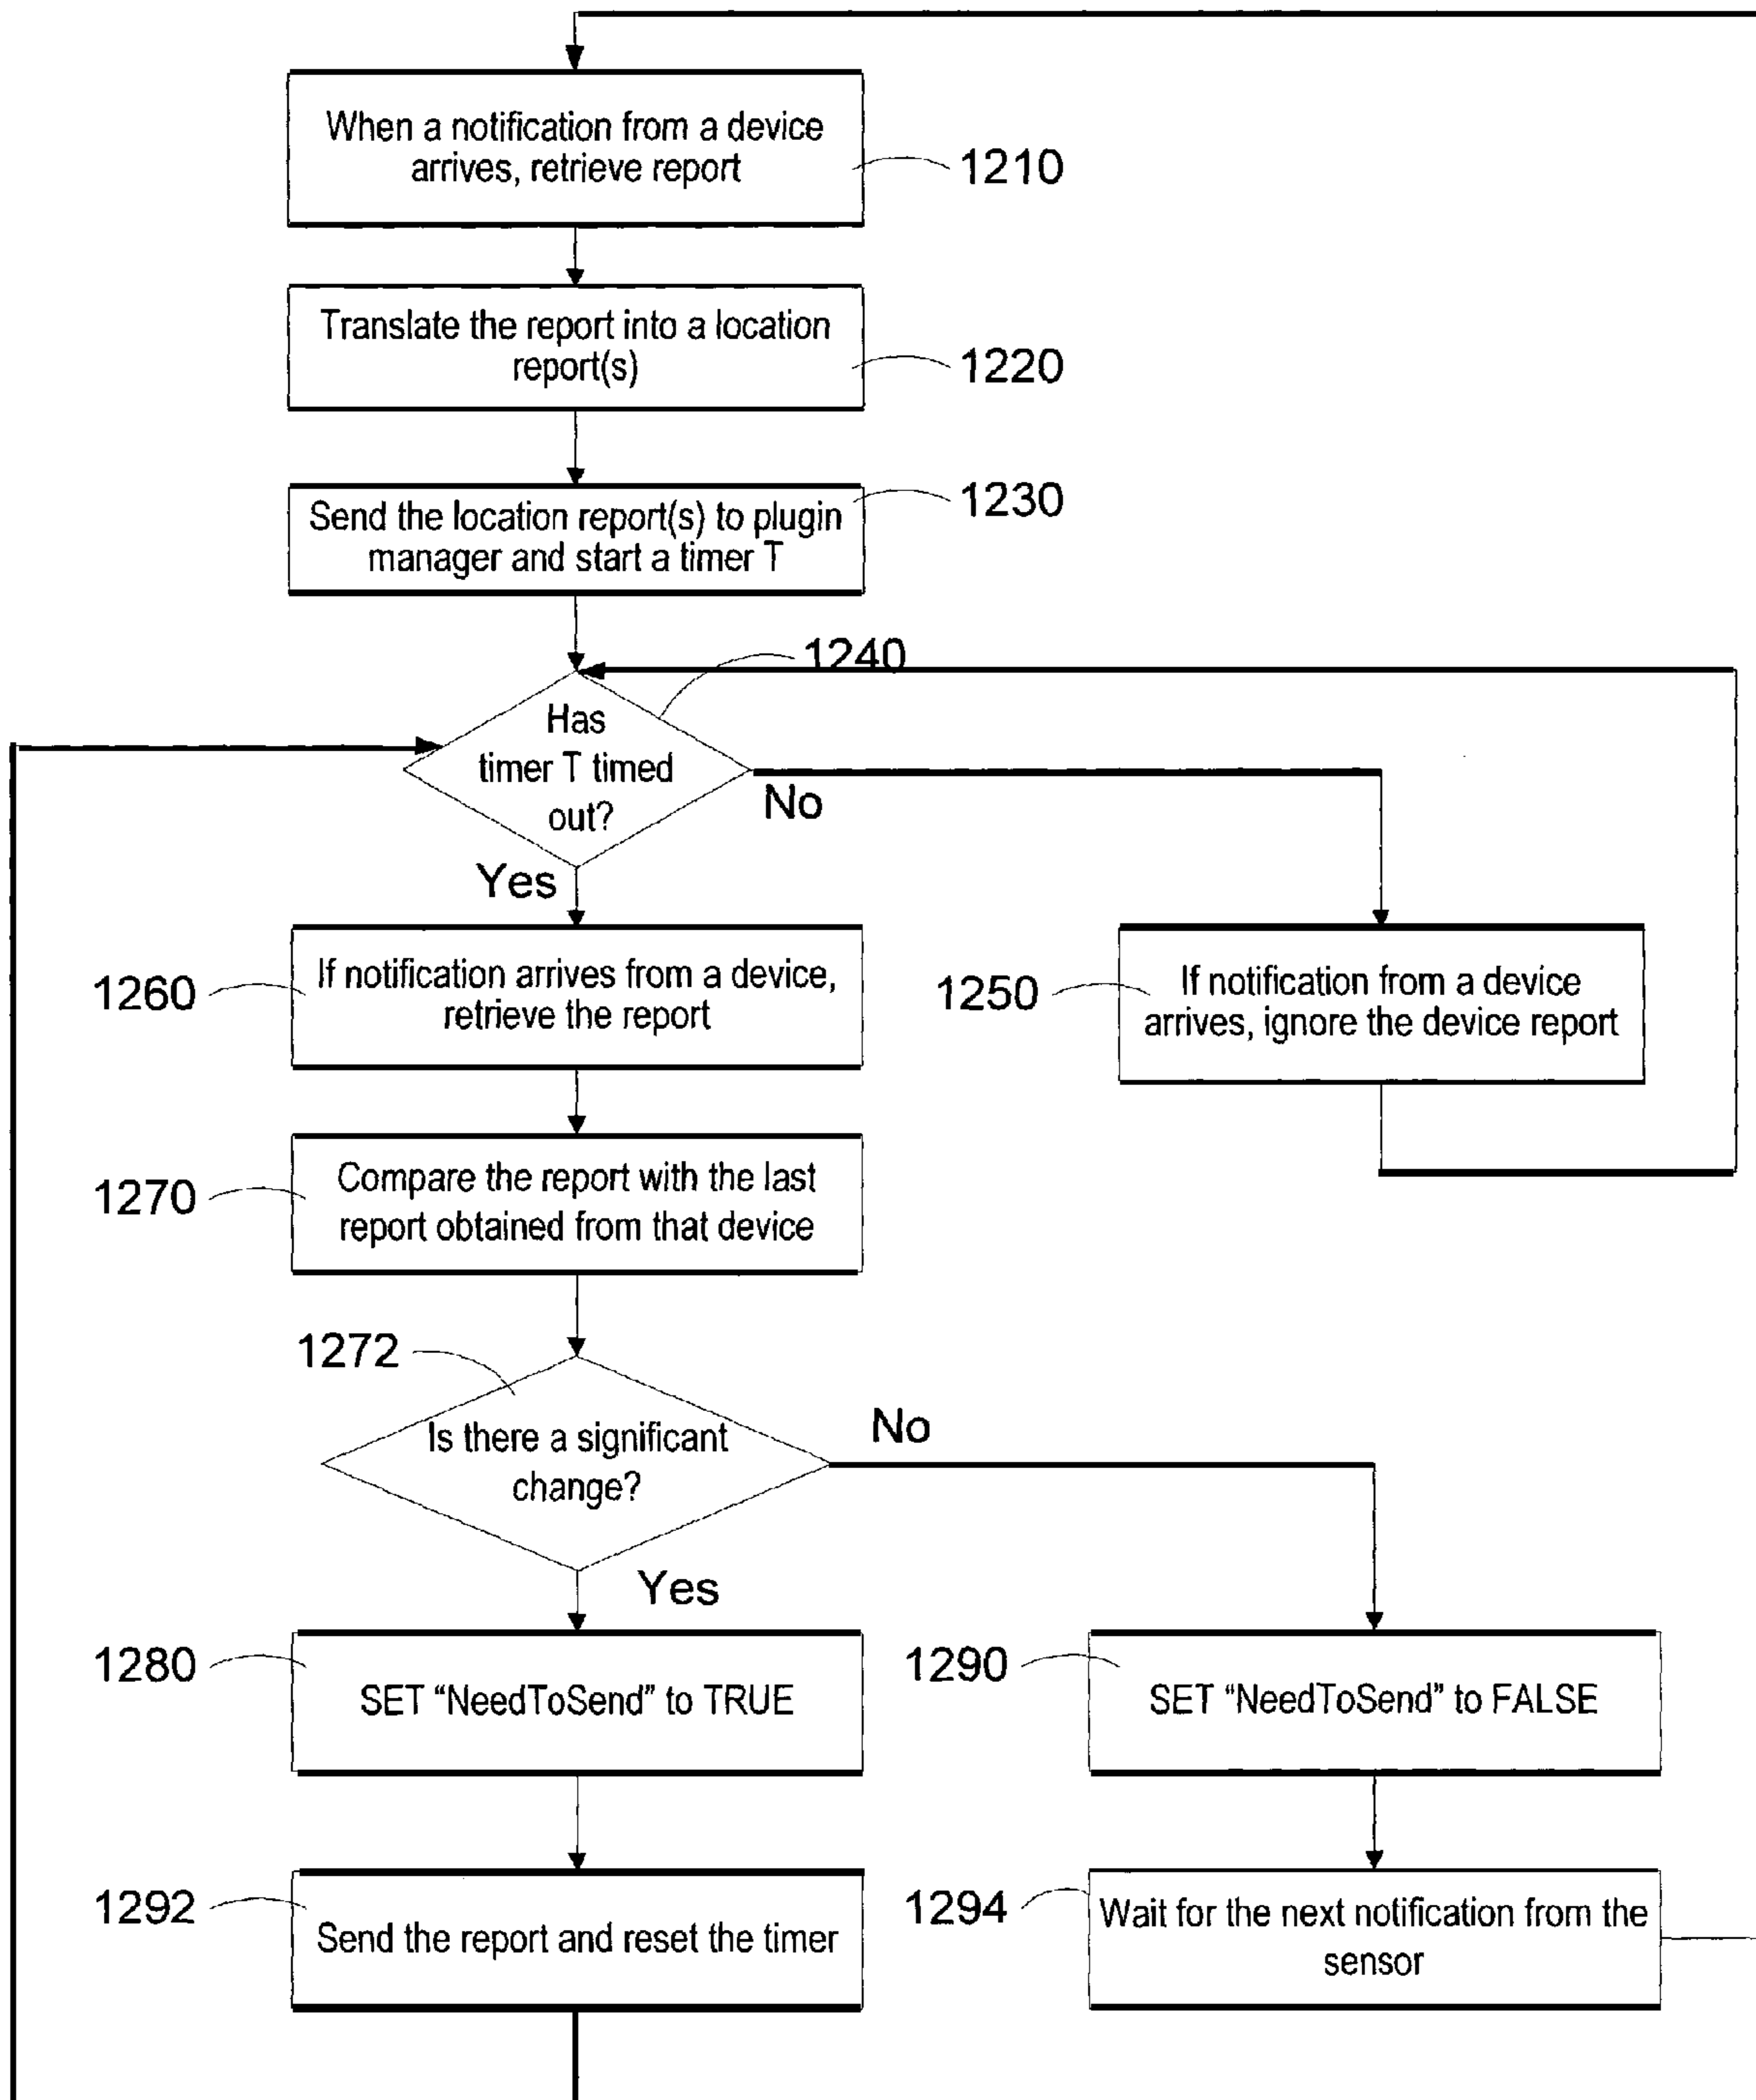 When a notification from a device
arrives, retrieve report
1210
Translate the report into a location
report(s)
1220
1230
Send the location report(s) to plugin
manager and start a timer T
1240
Has
timer T timed
out?
No
Yes
1260
If notification arrives from a device,
retrieve the report
1250
If notification from a device
arrives, ignore the device report
1270
Compare the report with the last
report obtained from that device
1272
Is there a significant
change?
No
Yes
1280
SET “NeedToSend” to TRUE
1290
SET “NeedToSend” to FALSE
1292
Send the report and reset the timer
1294
Wait for the next notification from the
sensor